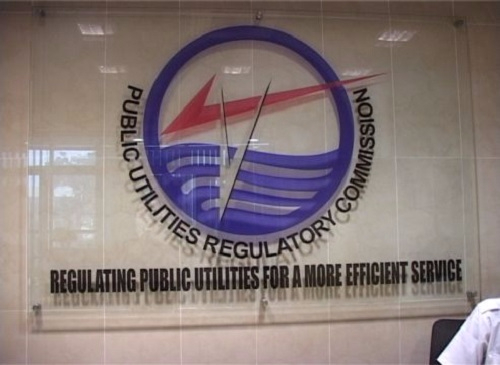 PUBLIC UTILITIES REGULATORY COMMISSION
REGULATING PUBLIC UTILITIES FOR A MORE EFFICIENT SERVICE